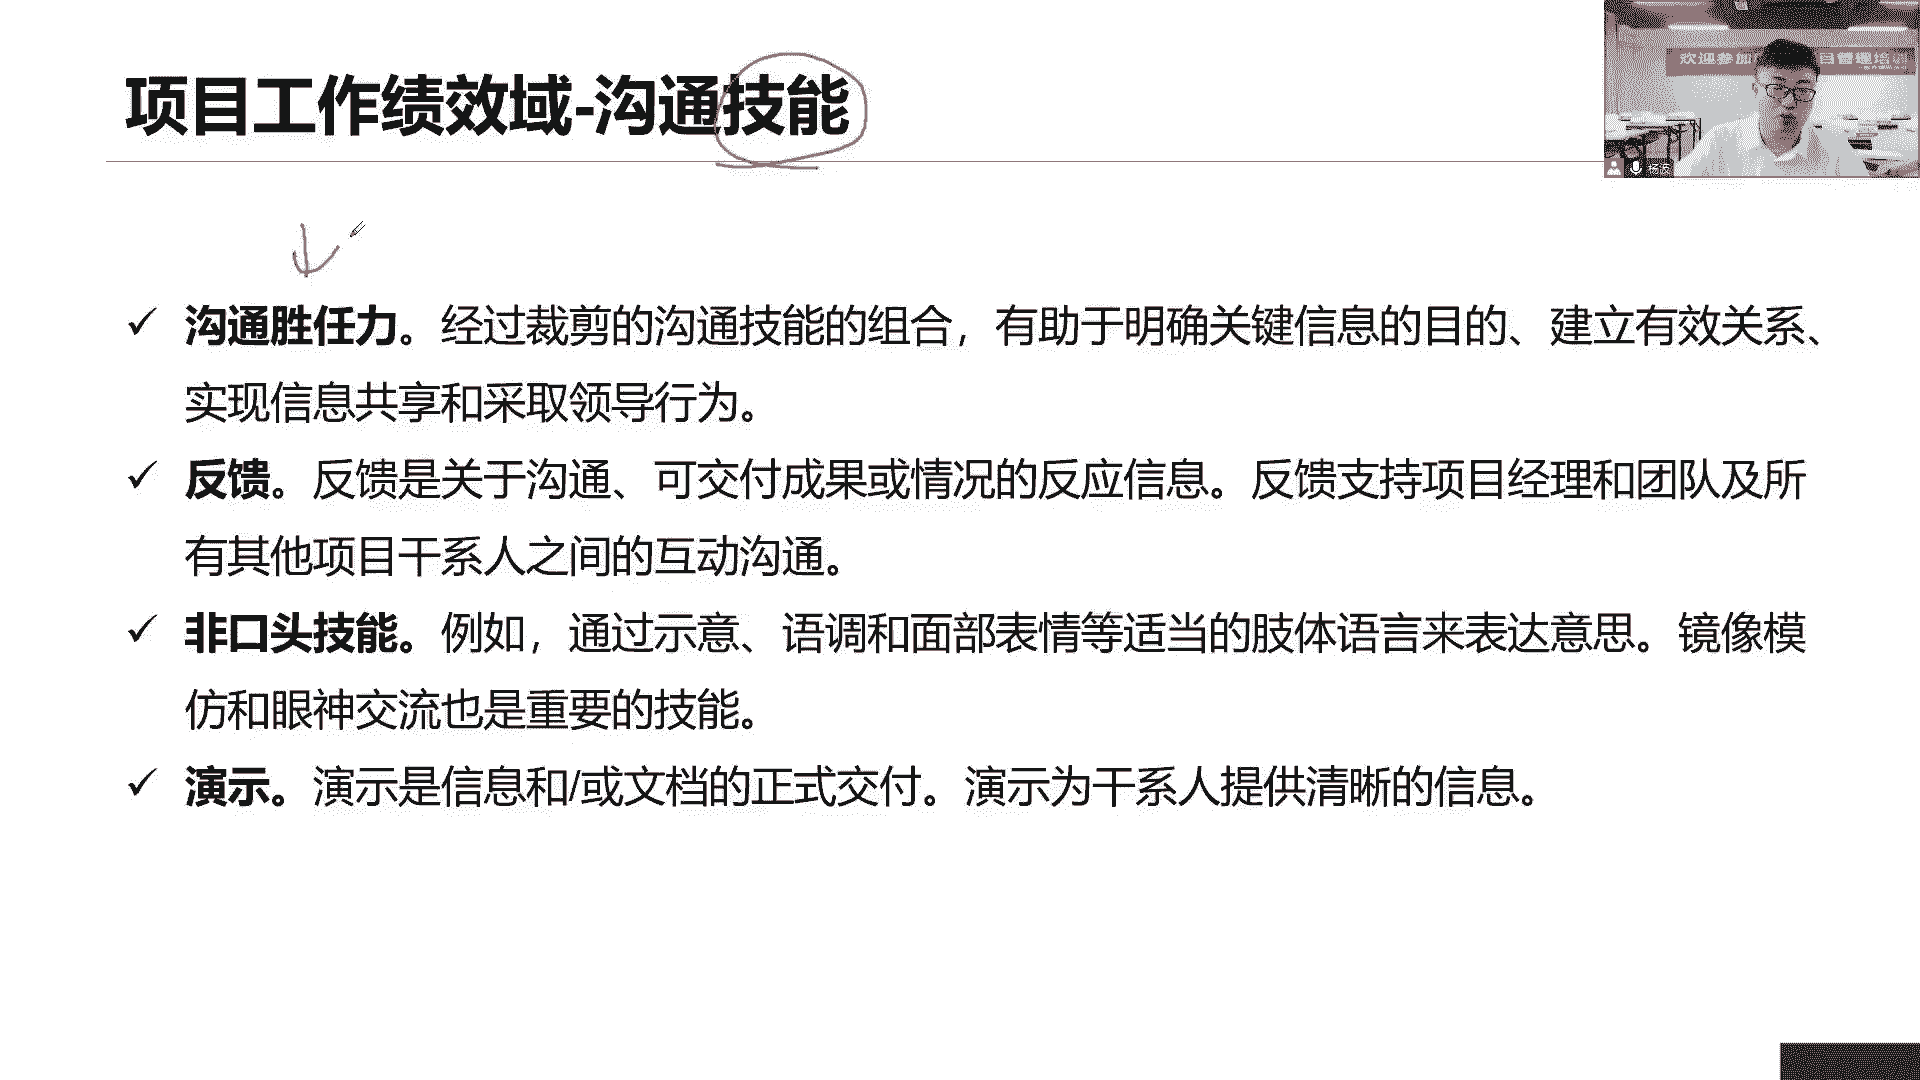 项目工作绩效域-沟通技能
欢迎参加
目管理培训
杨波
✓ 沟通胜任力。经过裁剪的沟通技能的组合，有助于明确关键信息的目的、建立有效关系、
实现信息共享和采取领导行为。
✓ 反馈。反馈是关于沟通、可交付成果或情况的反应信息。反馈支持项目经理和团队及所
有其他项目干系人之间的互动沟通。
✓ 非口头技能。例如，通过示意、语调和面部表情等适当的肢体语言来表达意思。镜像模
仿和眼神交流也是重要的技能。
✓ 演示。演示是信息和/或文档的正式交付。演示为干系人提供清晰的信息。